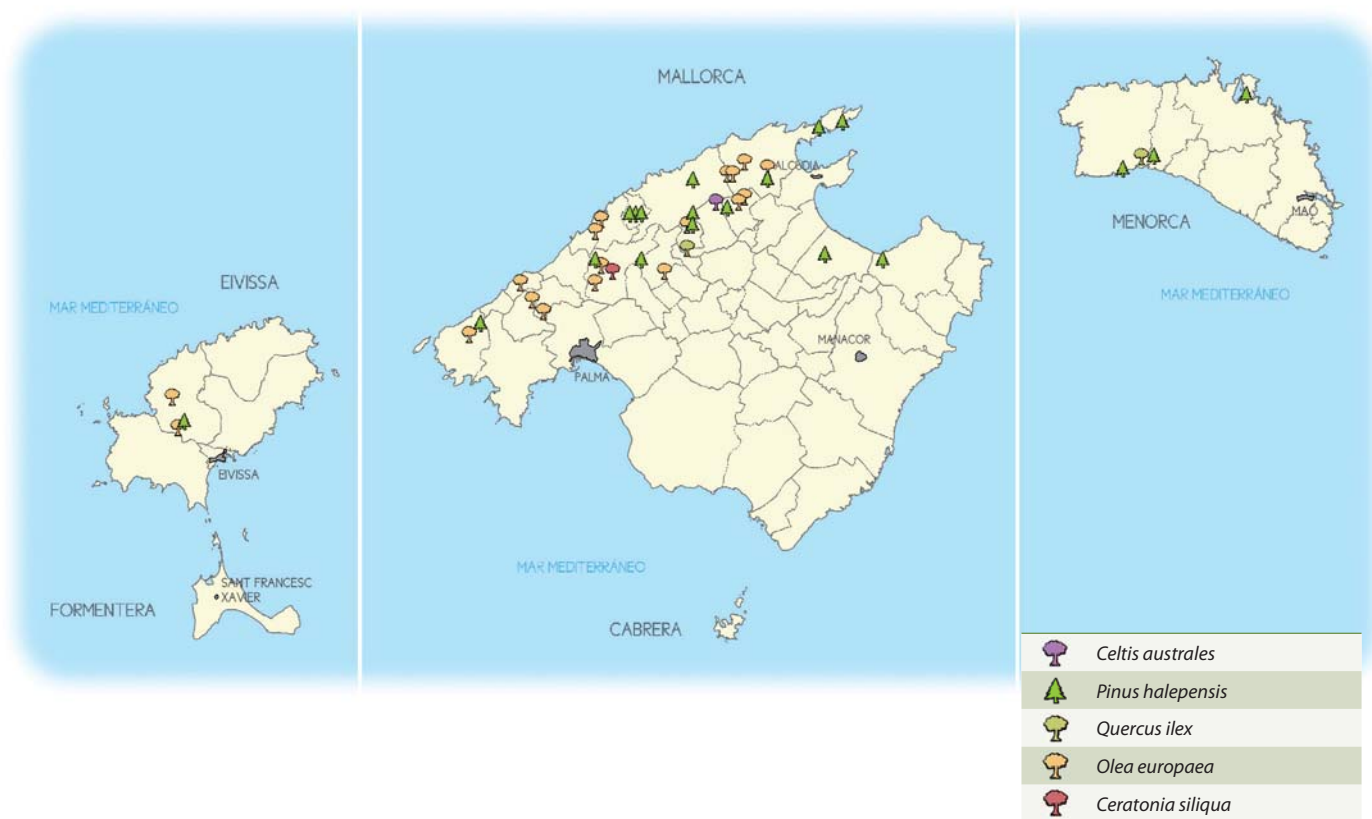 MALLORCA
ALCÚDIA
MENORCA
MAÓ
EIVISSA
MAR MEDITERRÁNEO
MAR MEDITERRÁNEO
MANACOR
PALMA
EIVISSA
MAR MEDITERRÁNEO
SANT FRANCESC
XAVIER
FORMENTERA
CABRERA
Celtis australes
Pinus halepensis
Quercus ilex
Olea europaea
Ceratonia siliqua